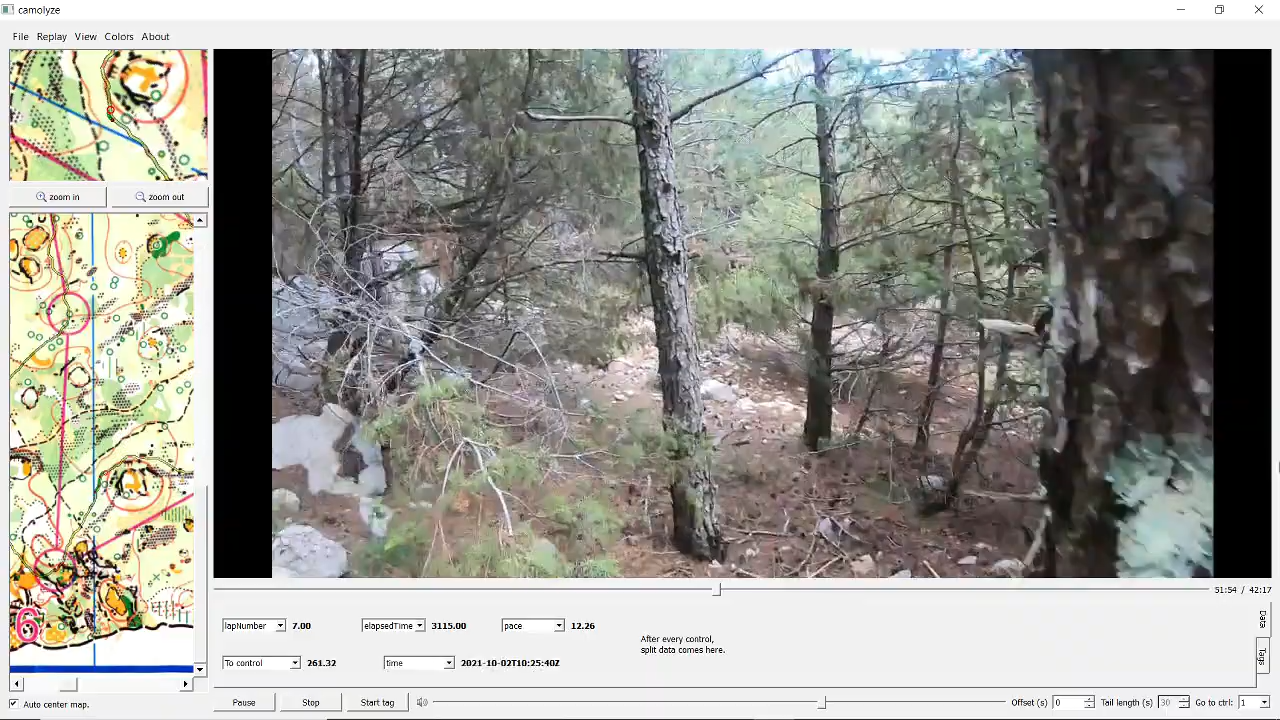 camolyze
File Replay View Colors About
zoom in zoom out
6
51:54 / 42:17
lapNumber 7.00 elapsedTime 3115.00 pace 12.26
After every control,
split data comes here.
To control 261.32 time 2021-10-02T10:25:40Z
Data
Tags
Auto center map.
Pause Stop Start tag Offset (s) 0 Tail length (s) 30 Go to ctrl: 1